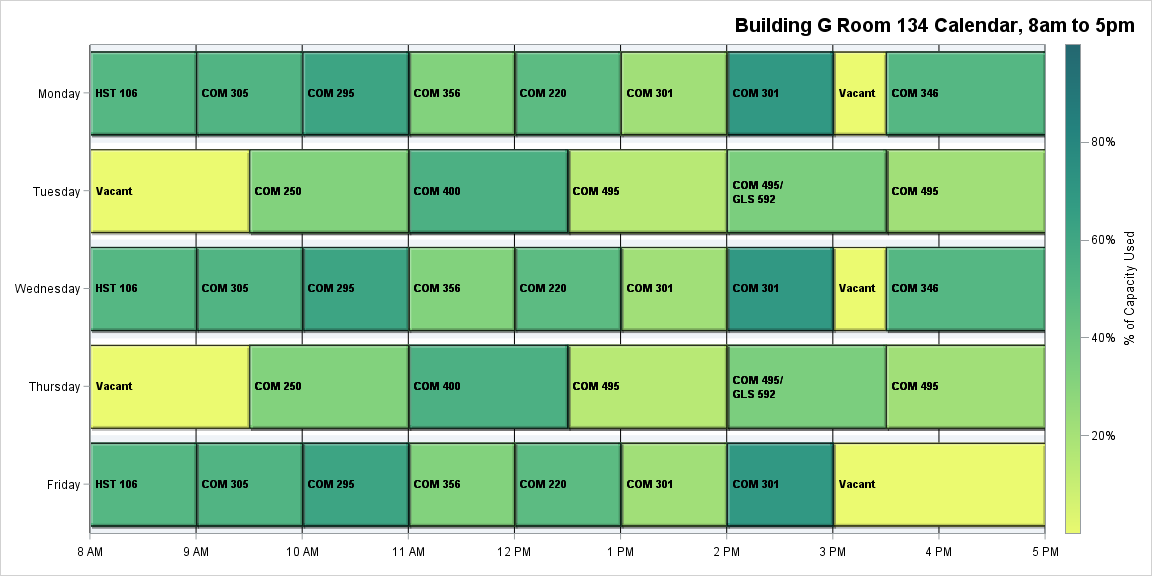 Building G Room 134 Calendar, 8am to 5pm
Monday
HST 106
COM 305
COM 295
COM 356
COM 220
COM 301
COM 301
Vacant
COM 346
Tuesday
Vacant
COM 250
COM 400
COM 495
COM 495/
GLS 592
COM 495
Wednesday
HST 106
COM 305
COM 295
COM 356
COM 220
COM 301
COM 301
Vacant
COM 346
Thursday
Vacant
COM 250
COM 400
COM 495
COM 495/
GLS 592
COM 495
Friday
HST 106
COM 305
COM 295
COM 356
COM 220
COM 301
COM 301
Vacant
8 AM
9 AM
10 AM
11 AM
12 PM
1 PM
2 PM
3 PM
4 PM
5 PM
80%
60%
40%
20%
% of Capacity Used